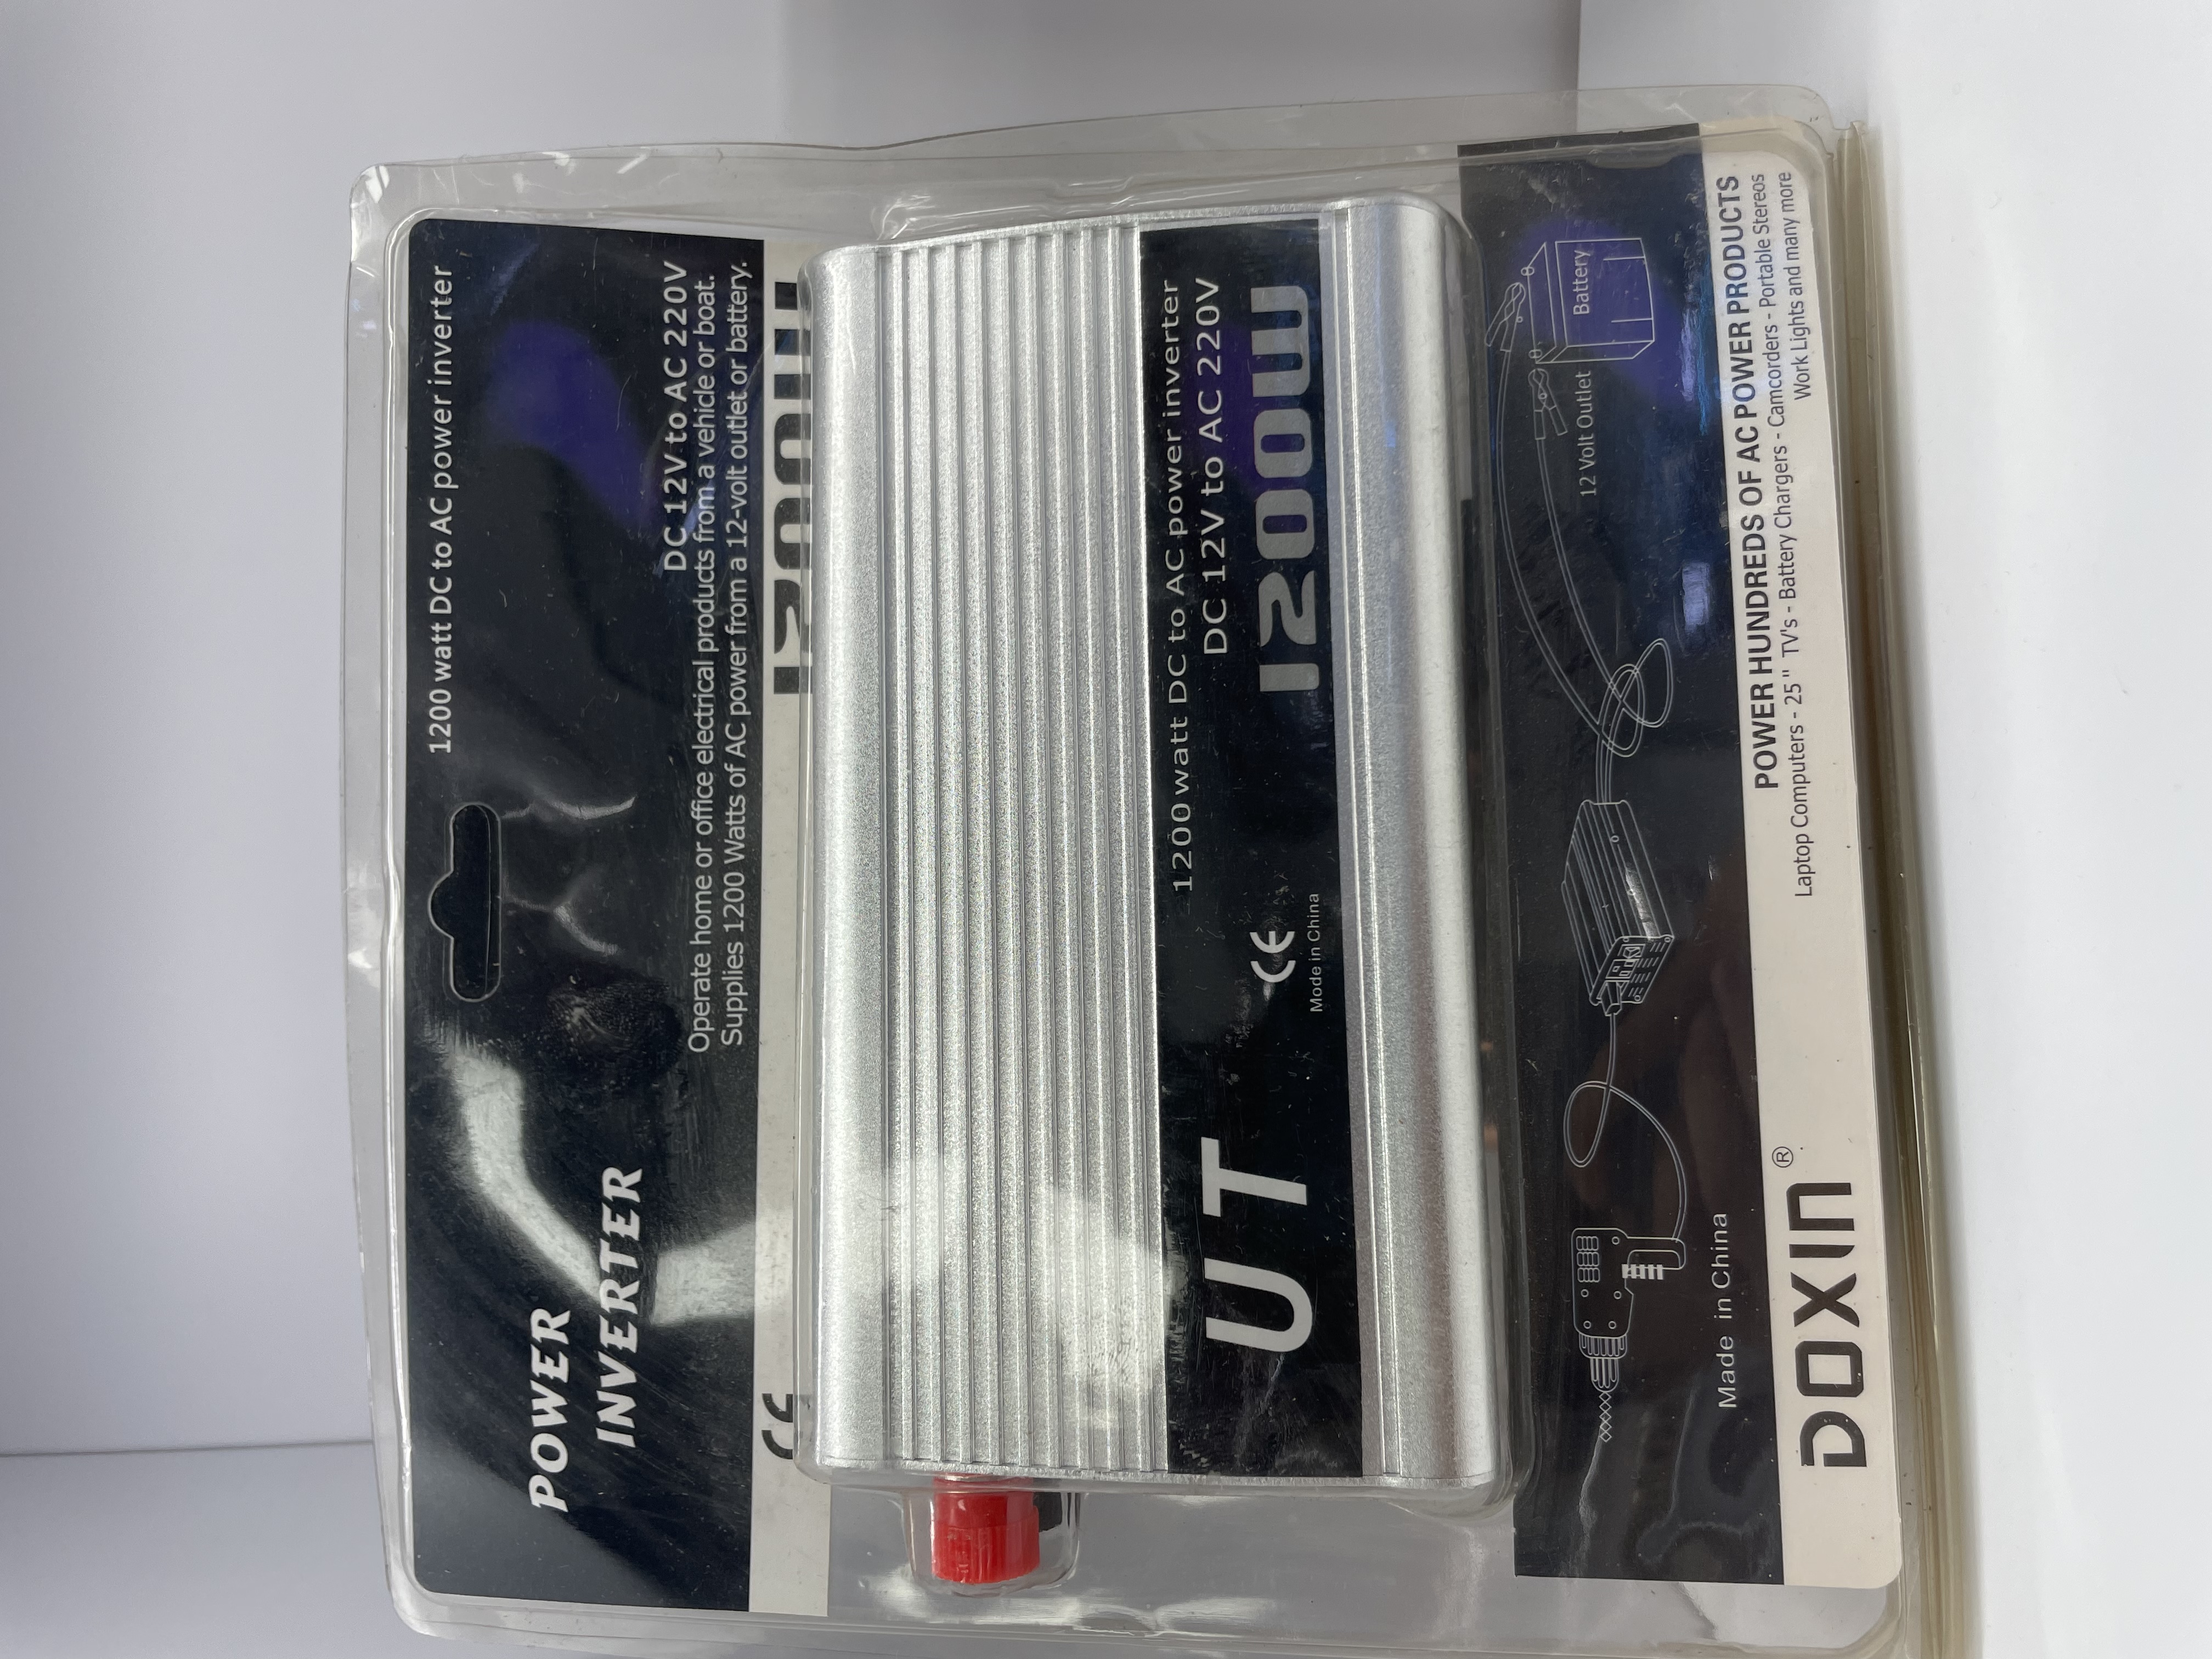 1200 watt DC to AC power inverter
POWER
INVERTER
DC 12V to AC 220V
Operate home or office electrical products from a vehicle or boat.
Supplies 1200 Watts of AC power from a 12-volt outlet or battery.
CE
1200W
1200watt DC to AC power inverter
DC 12V to AC 220V
UT
CE
1200W
Mode in China
Battery
12 Volt Outlet
Made in China
POWER HUNDREDS OF AC POWER PRODUCTS
Laptop Computers - 25" TV's - Battery Chargers - Camcorders - Portable Stereos
Work Lights and many more
DOXIN®